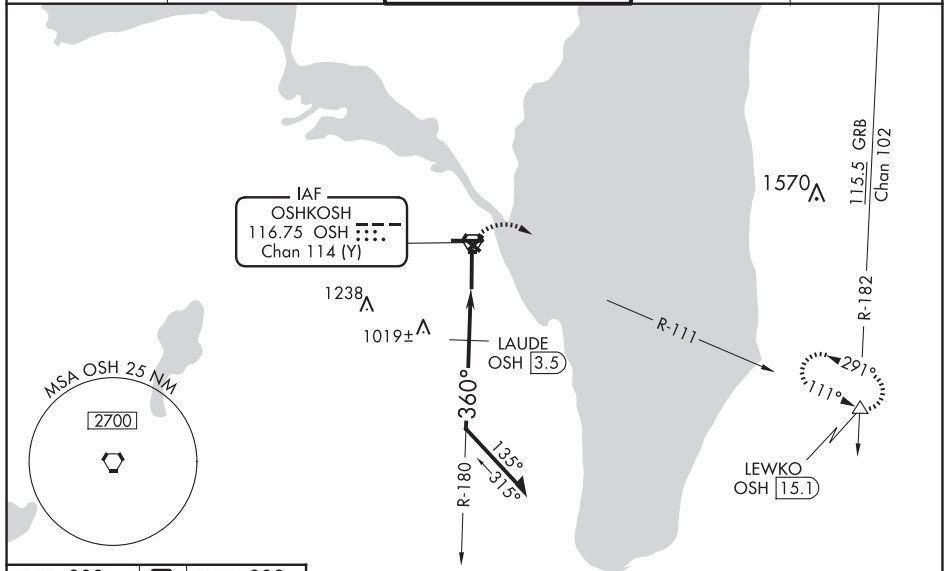 IAF
OSHKOSH
116.75 OSH
Chan 114 (Y)
1570
115.5 GRB
Chan 102
R-182
1238
1019±
LAUDE
OSH 3.5
R-111
291°
111°
MSA OSH 25 NM
2700
360°
135°
315°
R-180
LEWKO
OSH 15.1